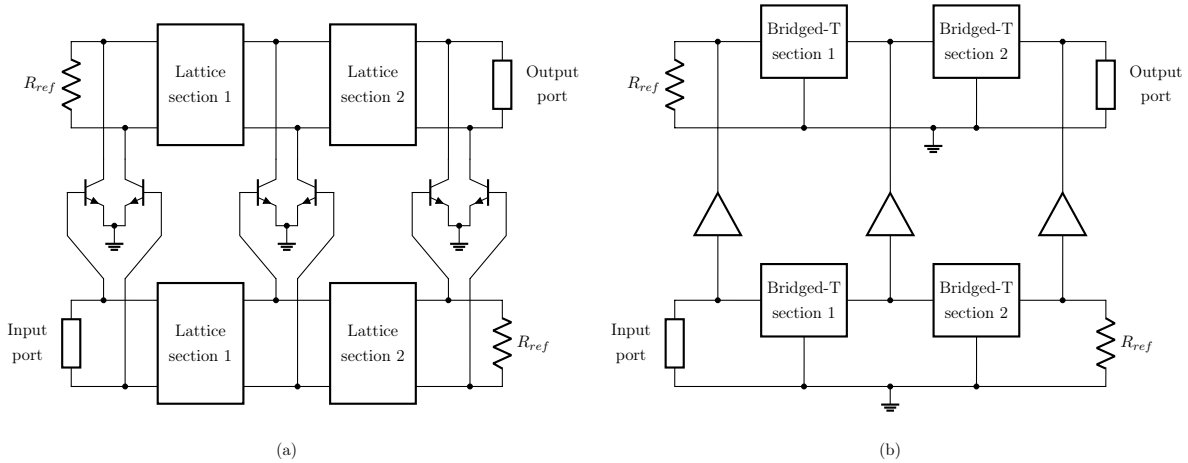 Bridged-T
section 1
Bridged-T
section 2
Lattice
section 1
Lattice
section 2
R_ref
Output
port
R_ref
Output
port
Input
port
Lattice
section 1
Lattice
section 2
R_ref
Input
port
Bridged-T
section 1
Bridged-T
section 2
R_ref
(a)
(b)